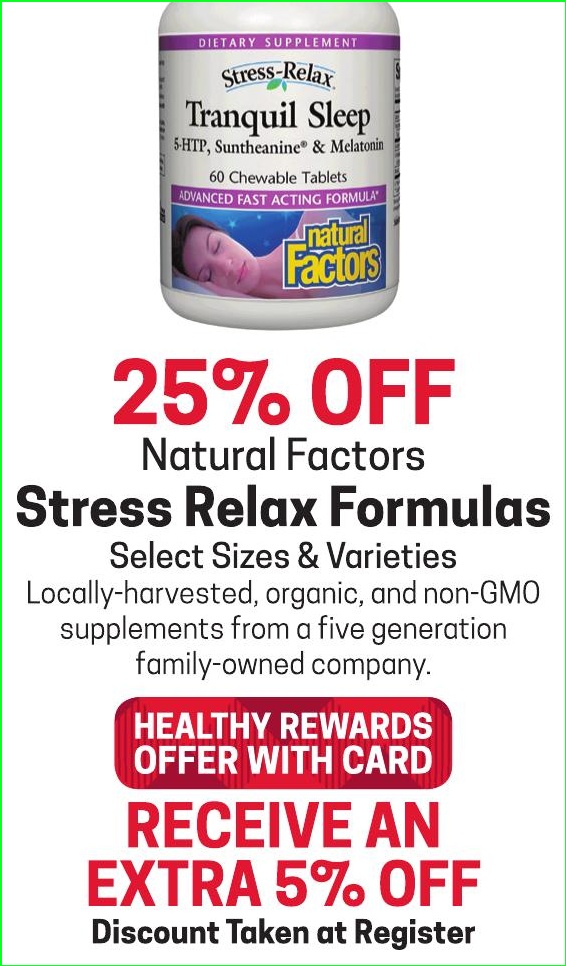 DIETARY SUPPLEMENT
Stress-Relax
Tranquil Sleep
5-HTP, Suntheanine® & Melatonin
60 Chewable Tablets
ADVANCED FAST ACTING FORMULA*
natural
Factors
25% OFF
Natural Factors
Stress Relax Formulas
Select Sizes & Varieties
Locally-harvested, organic, and non-GMO
supplements from a five generation
family-owned company.
HEALTHY REWARDS
OFFER WITH CARD
RECEIVE AN
EXTRA 5% OFF
Discount Taken at Register